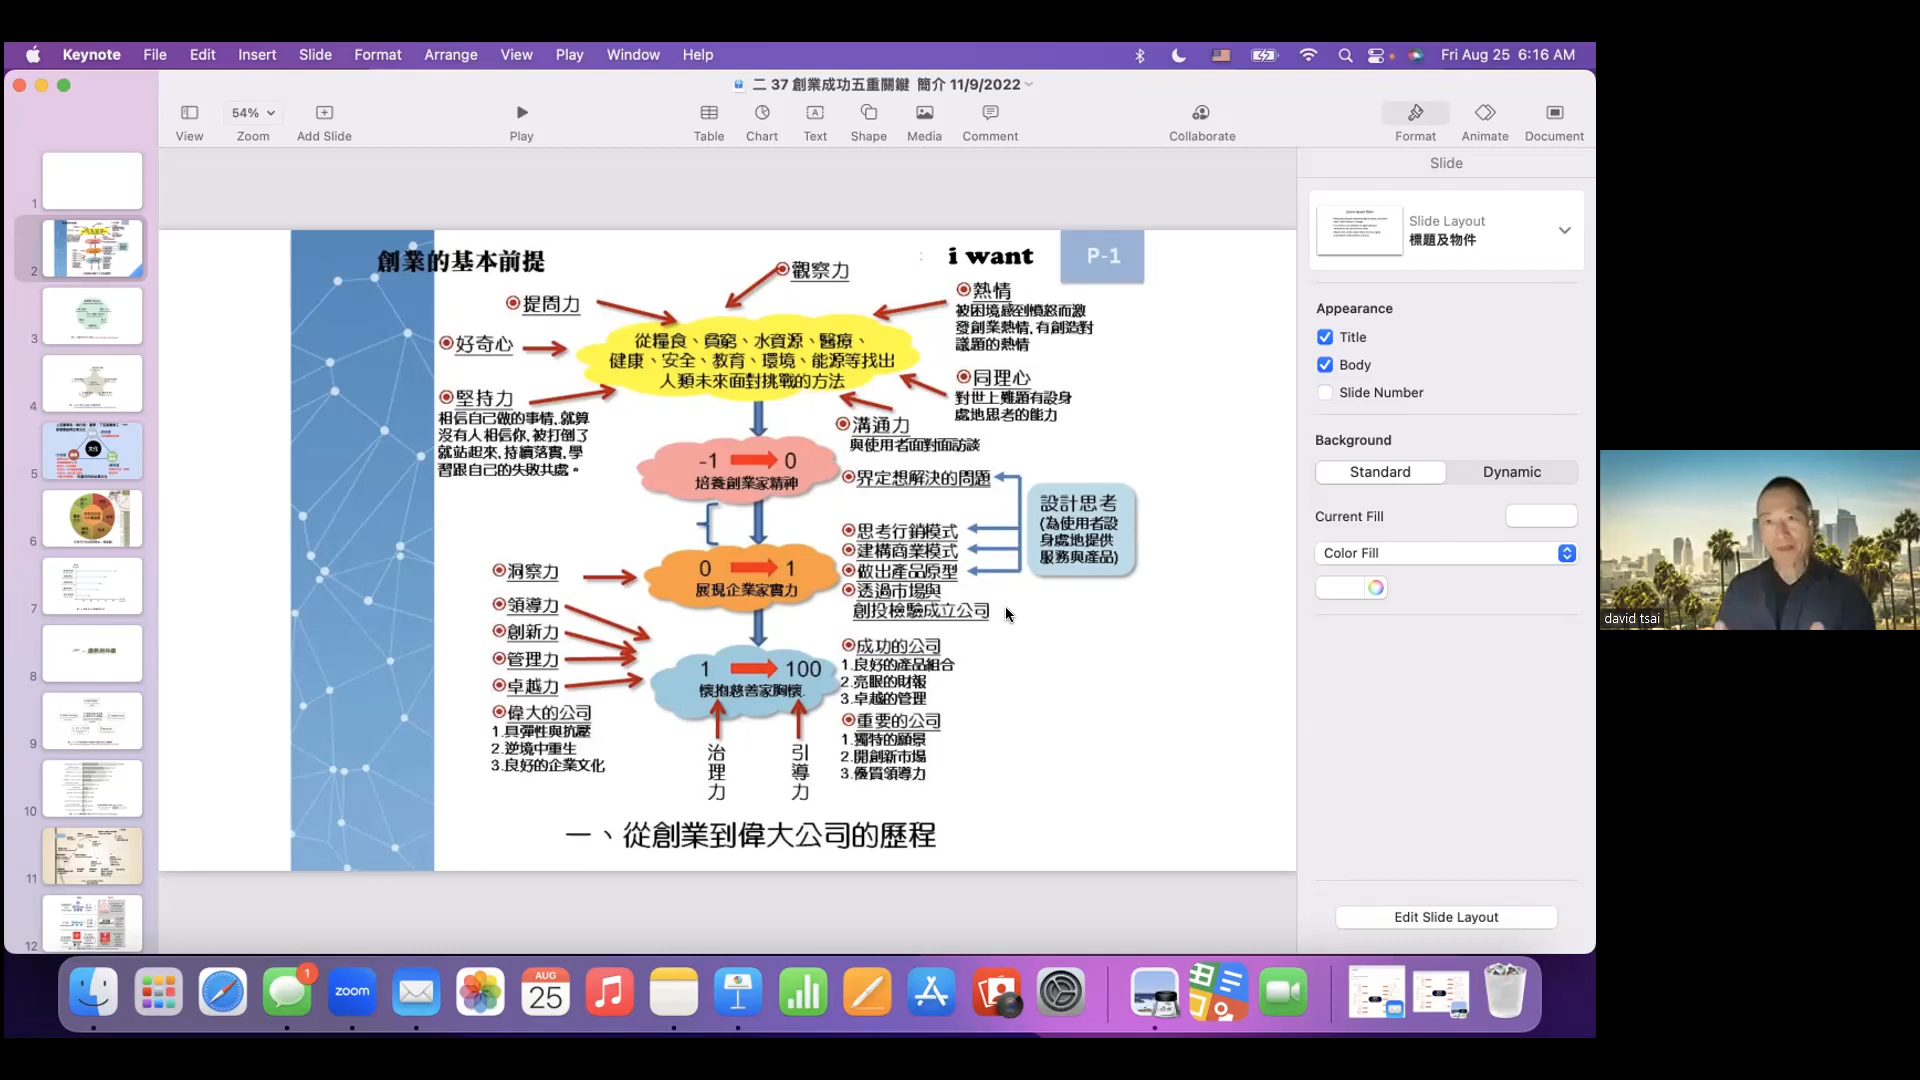 Keynote File Edit Insert Slide Format Arrange View Play Window Help
Fri Aug 25 6:16 AM
二 37 創業成功五重關鍵 簡介 11/9/2022
54%
View Zoom Add Slide Play Table Chart Text Shape Media Comment Collaborate Format Animate Document
1
2
3
4
5
6
7
8
9
10
11
12
創業的基本前提
i want
P-1
觀察力
提問力
好奇心
堅持力
相信自己做的事情,就算
沒有人相信你,被打倒了
就站起來,持續落實,學
習跟自己的失敗共處。
熱情
被困境感到憤怒而激
發創業熱情,有創造對
議題的熱情
同理心
對世上難題有設身
處地思考的能力
溝通力
與使用者面對面訪談
從糧食、貧窮、水資源、醫療、
健康、安全、教育、環境、能源等找出
人類未來面對挑戰的方法
-1 0
培養創業家精神
界定想解決的問題
設計思考
(為使用者設
身處地提供
服務與產品)
思考行銷模式
建構商業模式
做出產品原型
透過市場與
創投檢驗成立公司
0 1
展現企業家實力
洞察力
領導力
創新力
管理力
卓越力
偉大的公司
1.具彈性與抗壓
2.逆境中重生
3.良好的企業文化
1 100
懷抱慈善家胸懷
治理力
引導力
成功的公司
1.良好的產品組合
2.亮眼的財報
3.卓越的管理
重要的公司
1.獨特的願景
2.開創新市場
3.優質領導力
一、從創業到偉大公司的歷程
Slide
Slide Layout
標題及物件
Appearance
Title
Body
Slide Number
Background
Standard Dynamic
Current Fill
Color Fill
Edit Slide Layout
david tsai
1
zoom
AUG
25